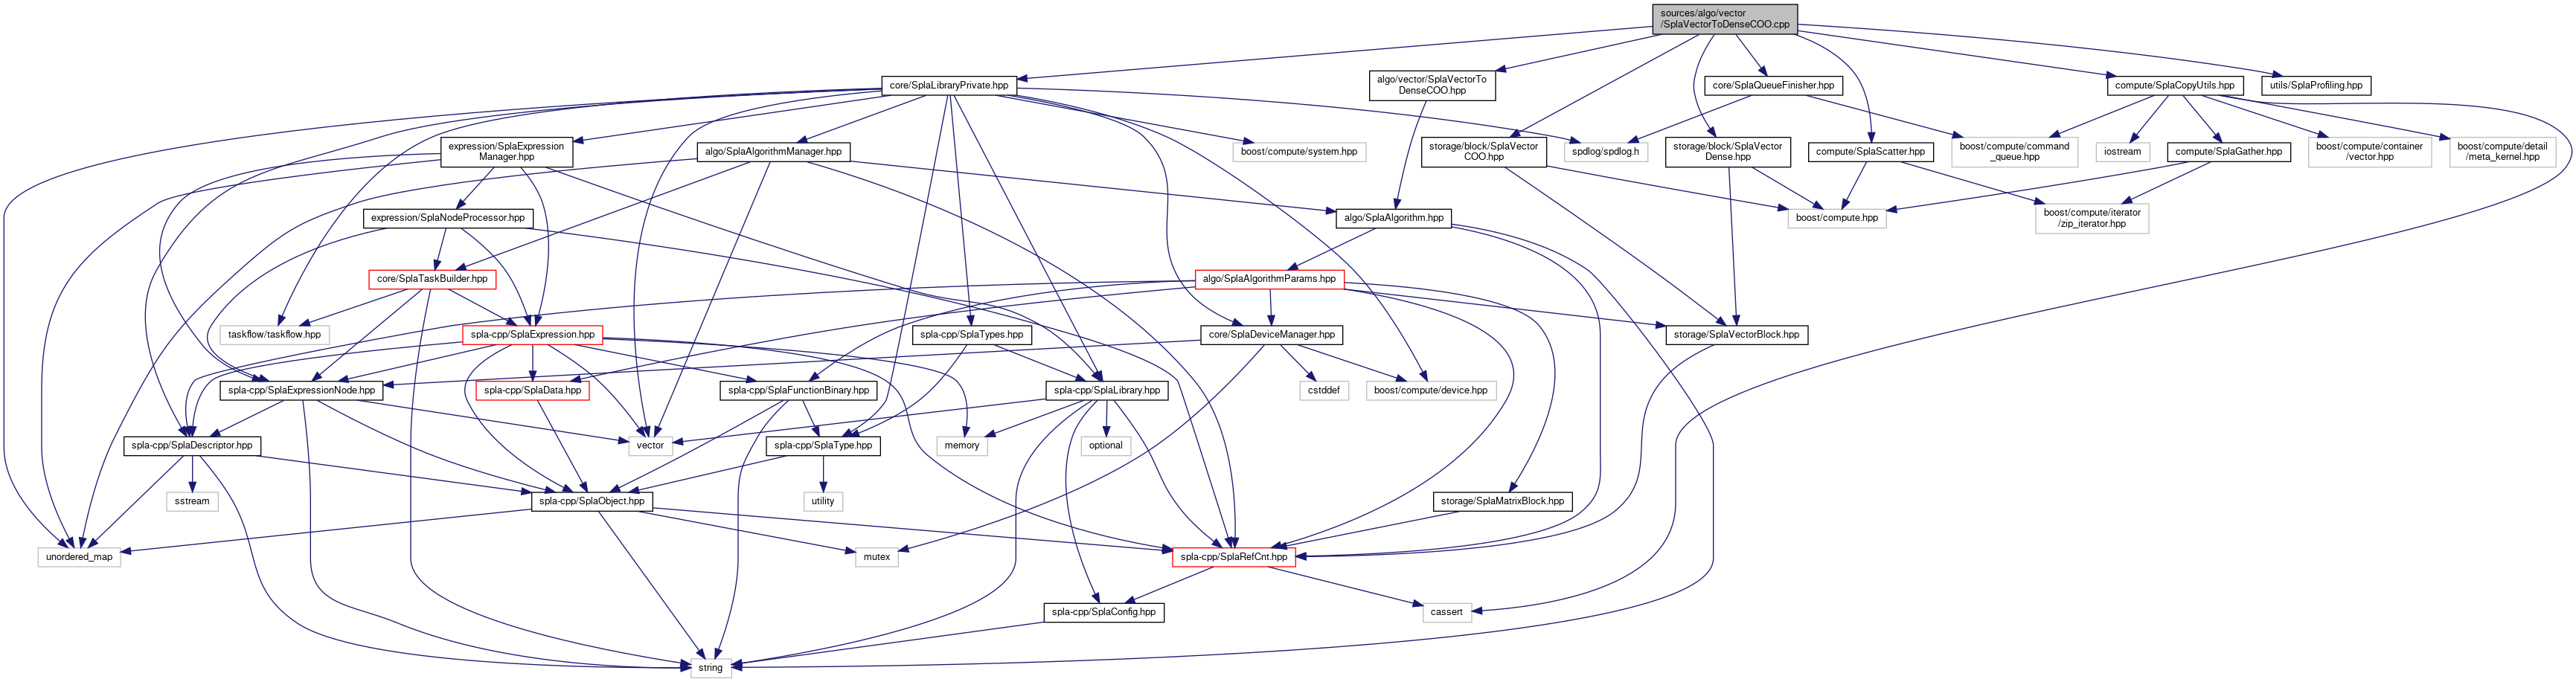 sources/algo/vector
/SplaVectorToDenseCOO.cpp
core/SplaLibraryPrivate.hpp
algo/vector/SplaVectorTo
DenseCOO.hpp
core/SplaQueueFinisher.hpp
compute/SplaCopyUtils.hpp
utils/SplaProfiling.hpp
expression/SplaExpression
Manager.hpp
algo/SplaAlgorithmManager.hpp
boost/compute/system.hpp
storage/block/SplaVector
COO.hpp
spdlog/spdlog.h
storage/block/SplaVector
Dense.hpp
compute/SplaScatter.hpp
boost/compute/command
_queue.hpp
iostream
compute/SplaGather.hpp
boost/compute/container
/vector.hpp
boost/compute/detail
/meta_kernel.hpp
expression/SplaNodeProcessor.hpp
algo/SplaAlgorithm.hpp
boost/compute.hpp
boost/compute/iterator
/zip_iterator.hpp
core/SplaTaskBuilder.hpp
algo/SplaAlgorithmParams.hpp
taskflow/taskflow.hpp
spla-cpp/SplaExpression.hpp
spla-cpp/SplaTypes.hpp
core/SplaDeviceManager.hpp
storage/SplaVectorBlock.hpp
spla-cpp/SplaExpressionNode.hpp
spla-cpp/SplaData.hpp
spla-cpp/SplaFunctionBinary.hpp
spla-cpp/SplaLibrary.hpp
cstddef
boost/compute/device.hpp
spla-cpp/SplaDescriptor.hpp
vector
spla-cpp/SplaType.hpp
memory
optional
sstream
spla-cpp/SplaObject.hpp
utility
storage/SplaMatrixBlock.hpp
unordered_map
mutex
spla-cpp/SplaRefCnt.hpp
spla-cpp/SplaConfig.hpp
cassert
string